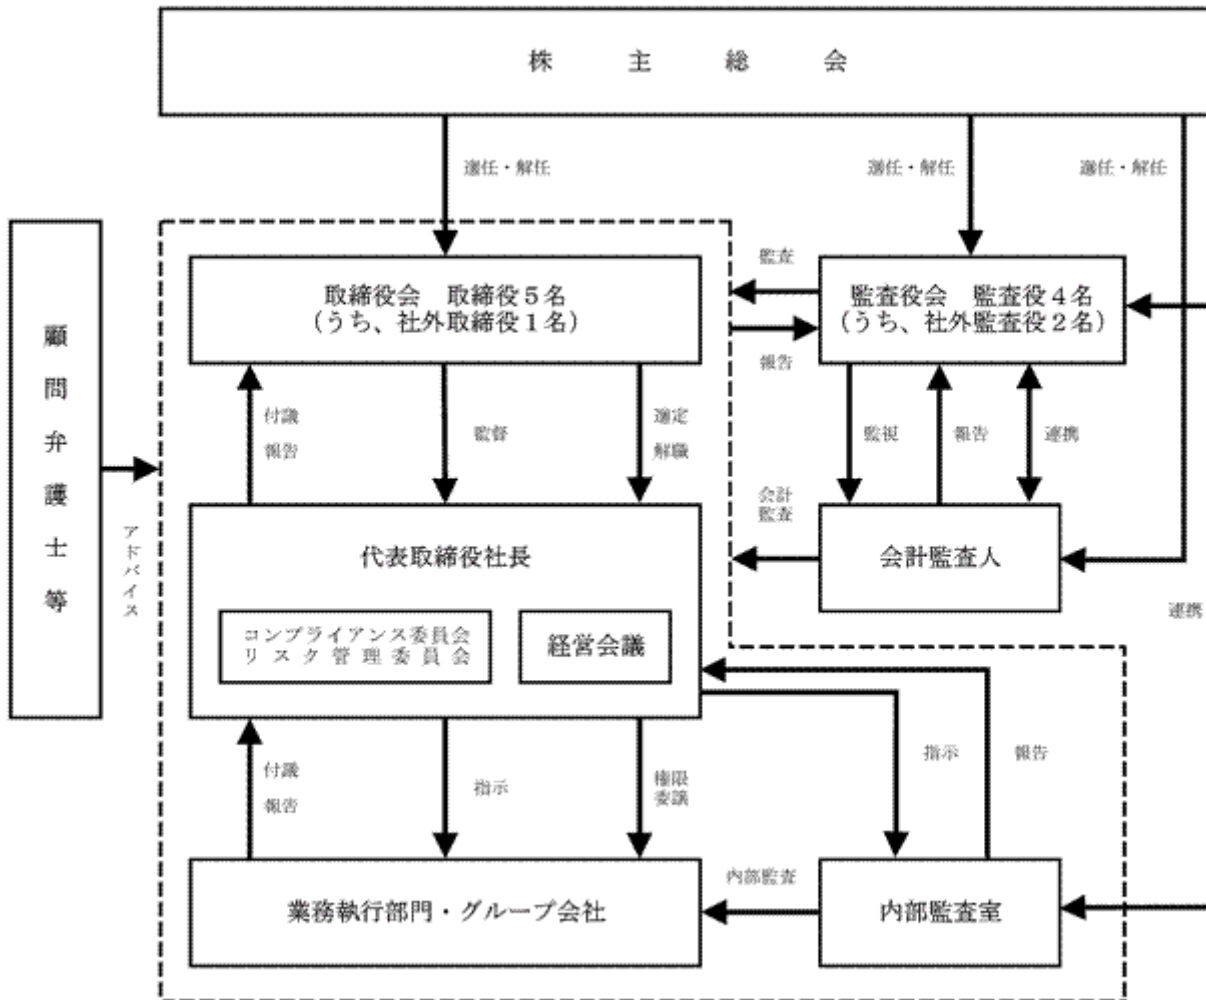 株主総会
選任・解任
選任・解任
選任・解任
顧問弁護士等
アドバイス
取締役会　取締役５名
（うち、社外取締役１名）
監査
報告
監査役会　監査役４名
（うち、社外監査役２名）
付議
報告
監督
選定
解職
監視
報告
連携
会計
監査
代表取締役社長
コンプライアンス委員会
リスク管理委員会
経営会議
会計監査人
連携
付議
報告
指示
権限
委譲
指示
報告
業務執行部門・グループ会社
内部監査
内部監査室